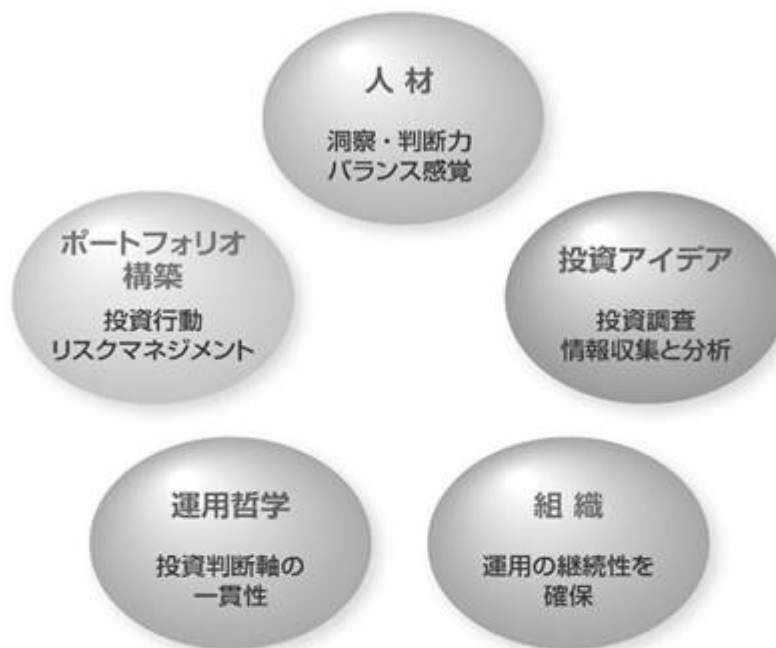 人 材
洞察・判断力
バランス感覚
ポートフォリオ
構築
投資行動
リスクマネジメント
投資アイデア
投資調査
情報収集と分析
運用哲学
投資判断軸の
一貫性
組 織
運用の継続性を
確保